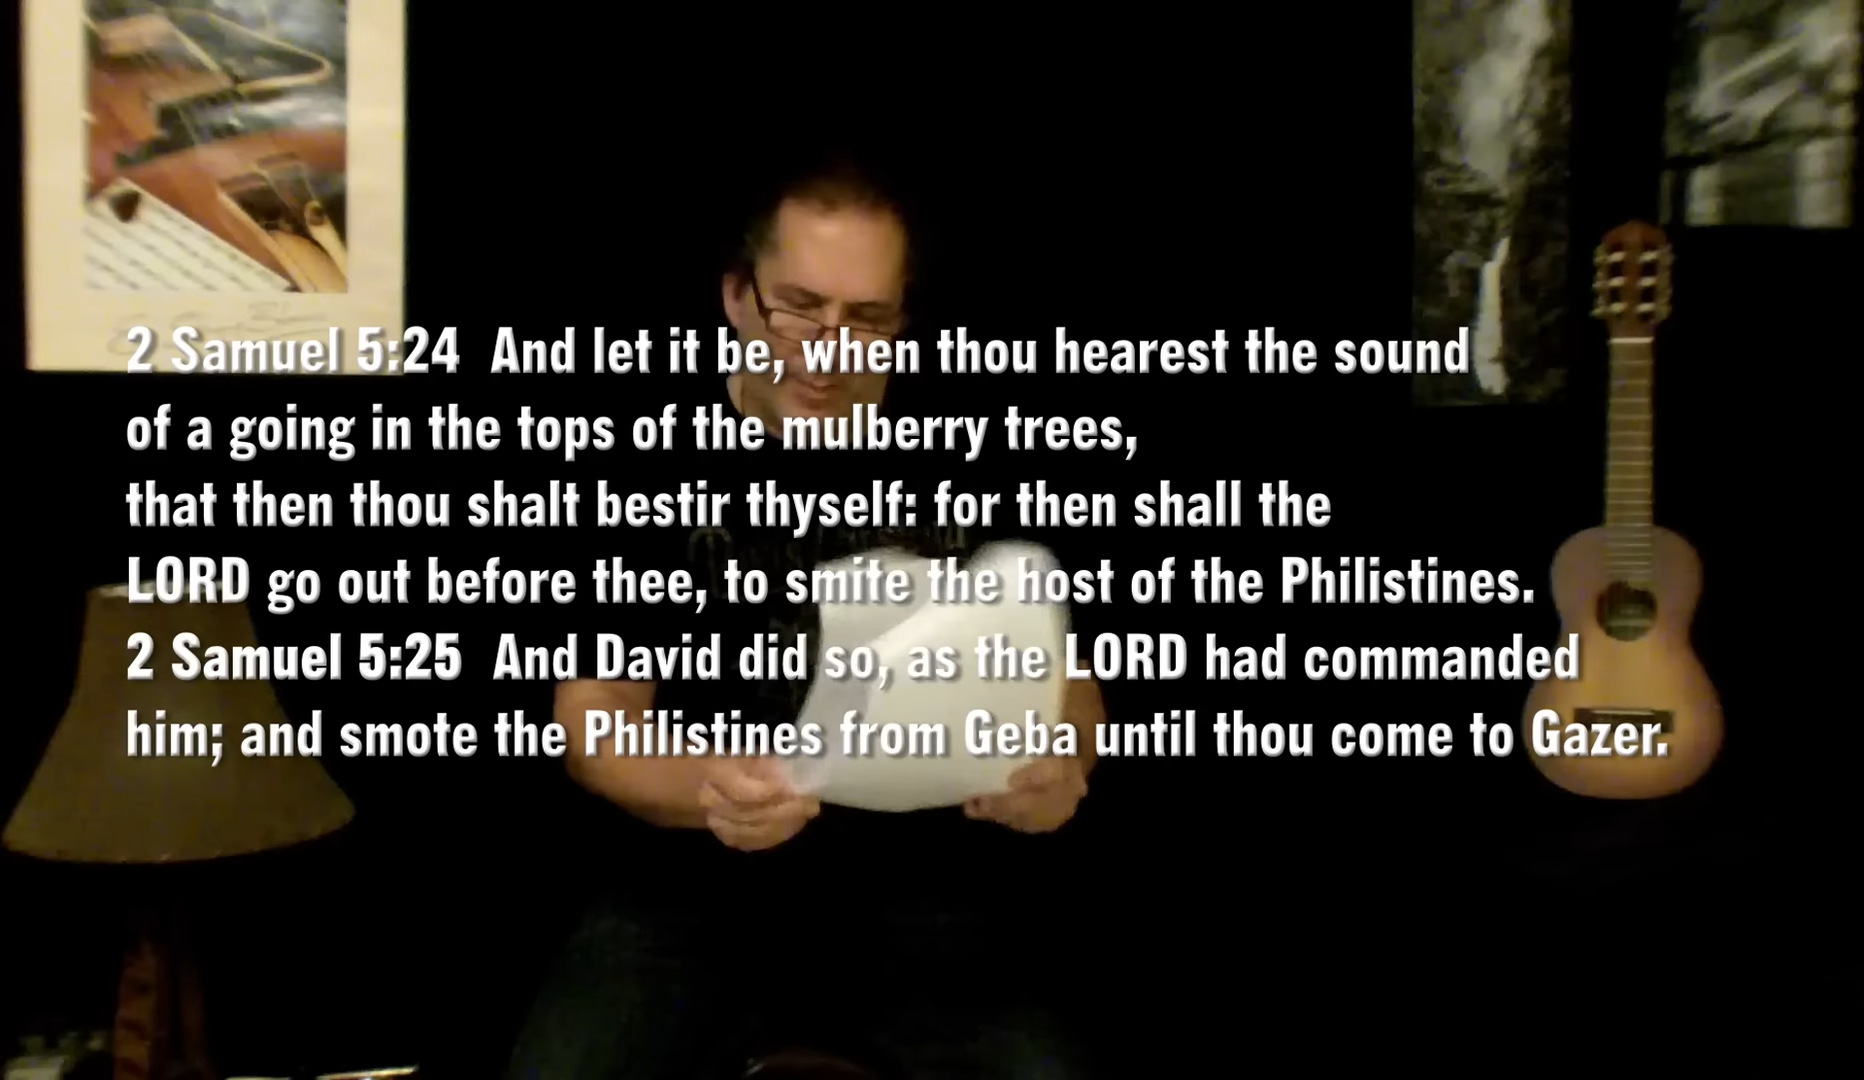 2 Samuel 5:24 And let it be, when thou hearest the sound
of a going in the tops of the mulberry trees,
that then thou shalt bestir thyself: for then shall the
LORD go out before thee, to smite the host of the Philistines.
2 Samuel 5:25 And David did so, as the LORD had commanded
him; and smote the Philistines from Geba until thou come to Gazer.